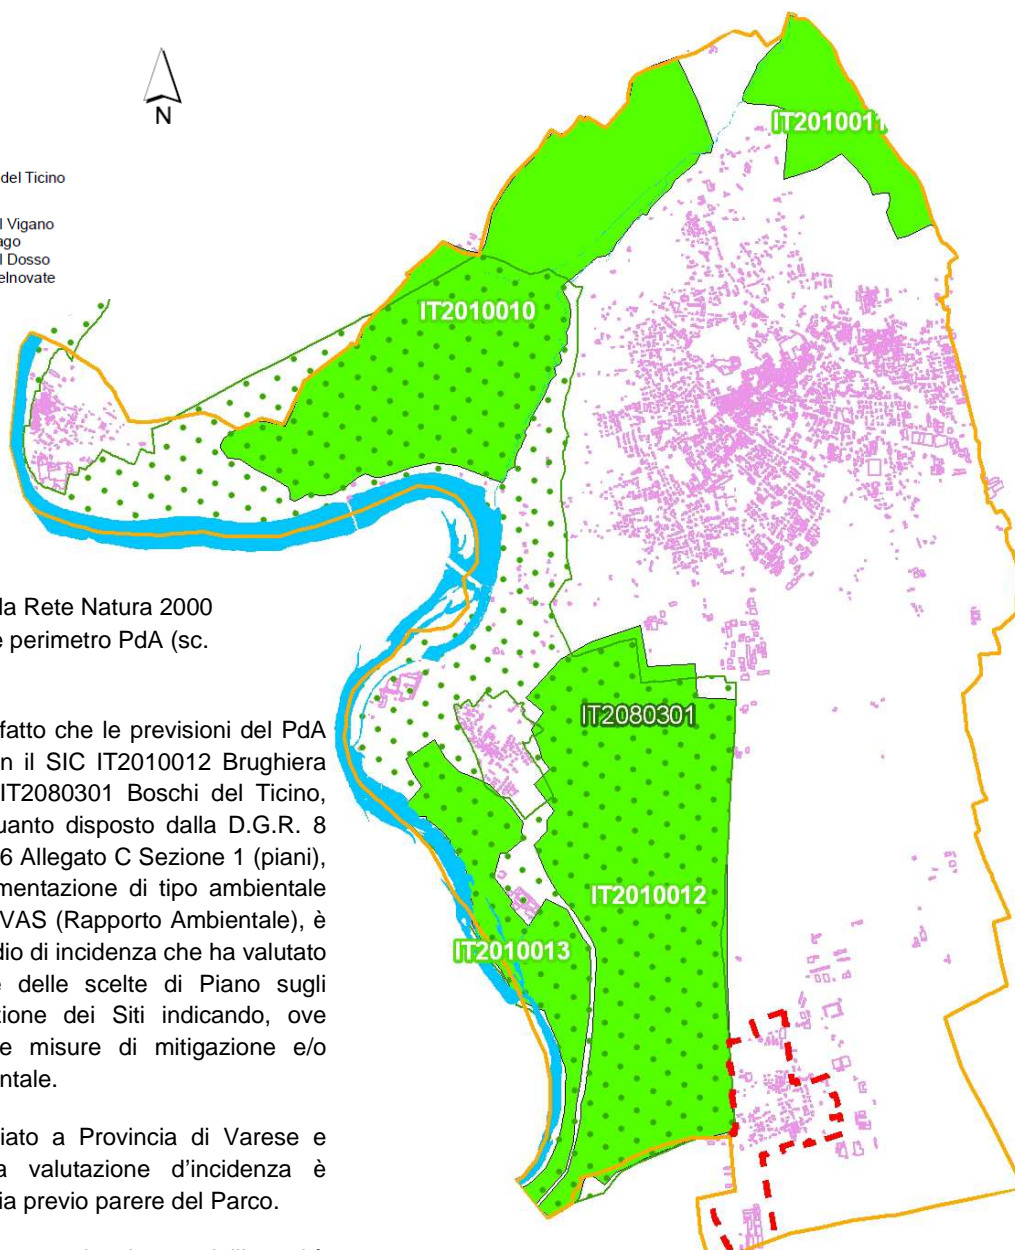 N
del Ticino
l Vigano
ago
l Dosso
elnovate
IT2010011
IT2010010
la Rete Natura 2000
e perimetro PdA (sc.
IT2080301
fatto che le previsioni del PdA
n il SIC IT2010012 Brughiera
IT2080301 Boschi del Ticino,
uanto disposto dalla D.G.R. 8
6 Allegato C Sezione 1 (piani),
mentazione di tipo ambientale
VAS (Rapporto Ambientale), è
dio di incidenza che ha valutato
e delle scelte di Piano sugli
zione dei Siti indicando, ove
e misure di mitigazione e/o
entale.
IT2010012
IT2010013
iato a Provincia di Varese e
a valutazione d'incidenza è
ia previo parere del Parco.